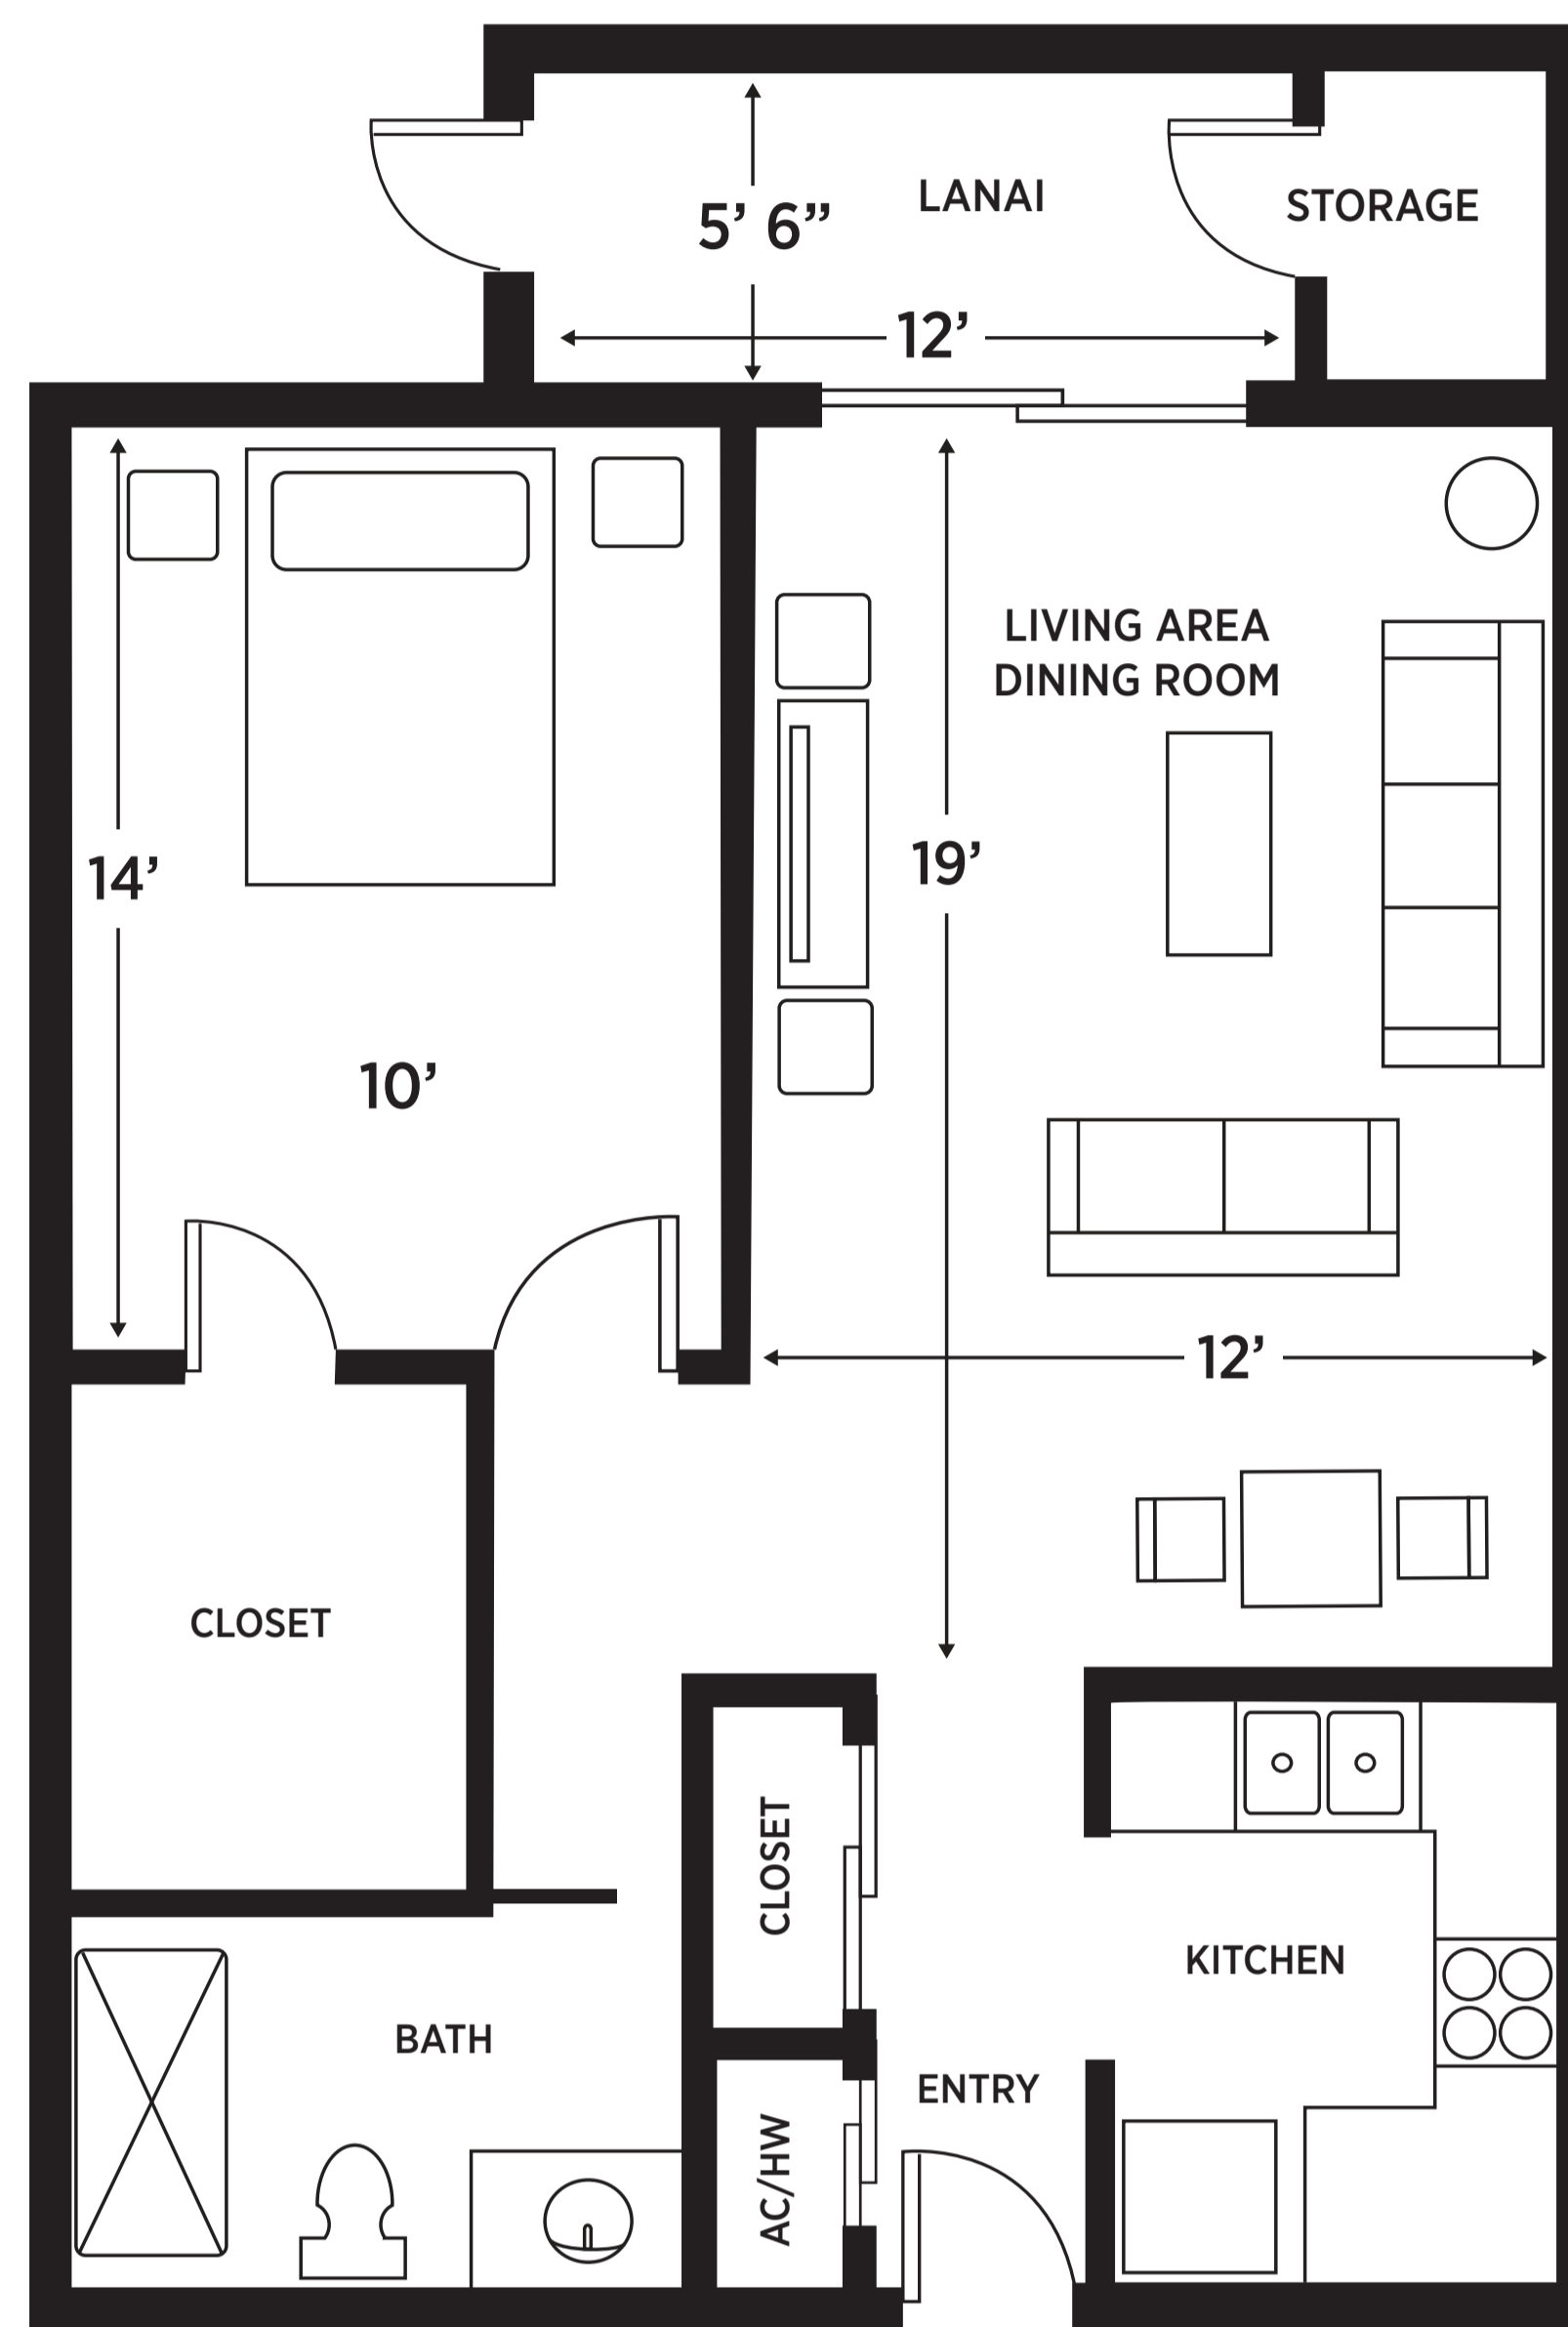 LANAI
STORAGE
5’ 6’’
12’
LIVING AREA
DINING ROOM
14’
19’
10’
12’
CLOSET
CLOSET
KITCHEN
BATH
ENTRY
AC/HW